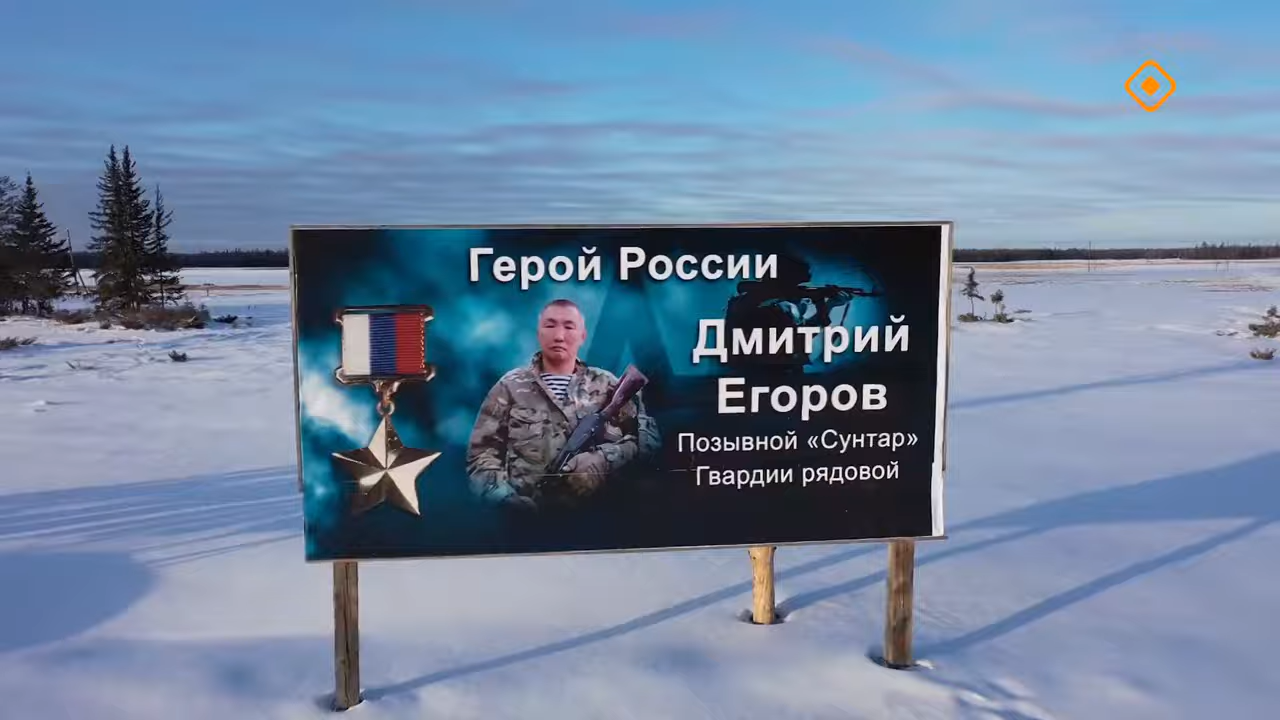 Герой России
Дмитрий
Егоров
Позывной «Сунтар»
Гвардии рядовой